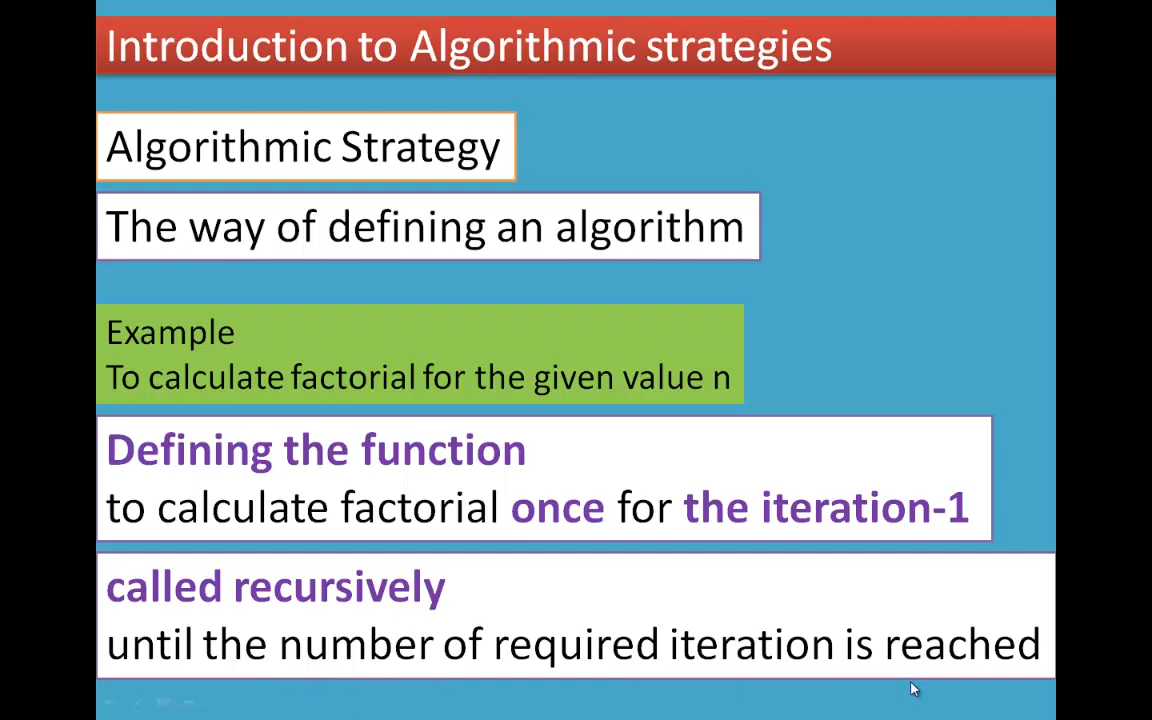 Introduction to Algorithmic strategies
Algorithmic Strategy
The way of defining an algorithm
Example
To calculate factorial for the given value n
Defining the function
to calculate factorial once for the iteration-1
called recursively
until the number of required iteration is reached